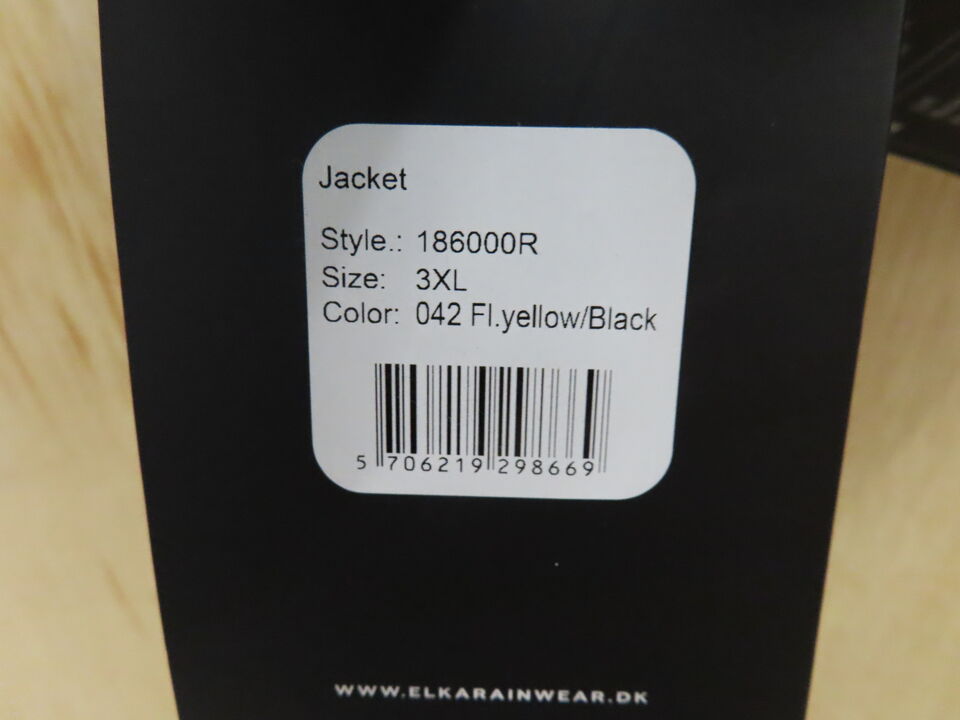 Jacket
Style.: 186000R
Size: 3XL
Color: 042 Fl.yellow/Black
5 706219 298669
WWW.ELKARAINWEAR.DK